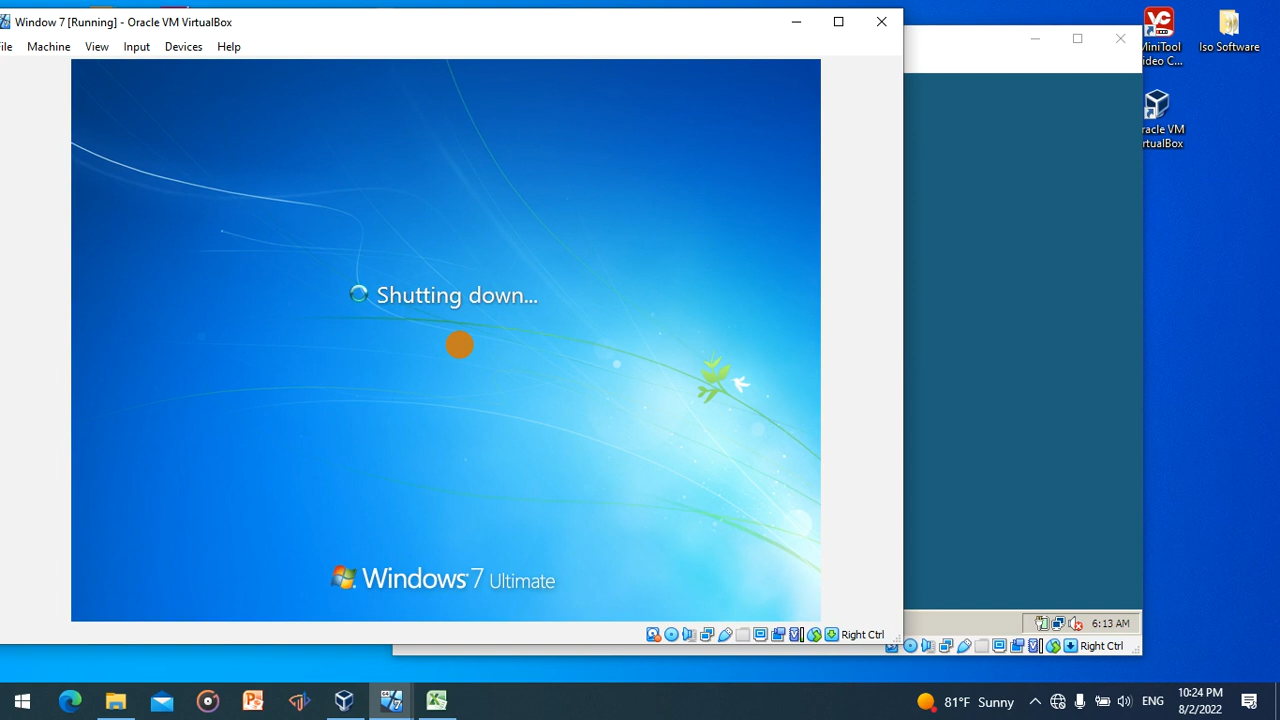 Window 7 [Running] - Oracle VM VirtualBox
ile Machine View Input Devices Help
Shutting down...
Windows 7 Ultimate
Right Ctrl
6:13 AM
Right Ctrl
VC
MiniTool
ideo C...
Iso Software
racle VM
rtualBox
81°F Sunny
ENG
10:24 PM
8/2/2022